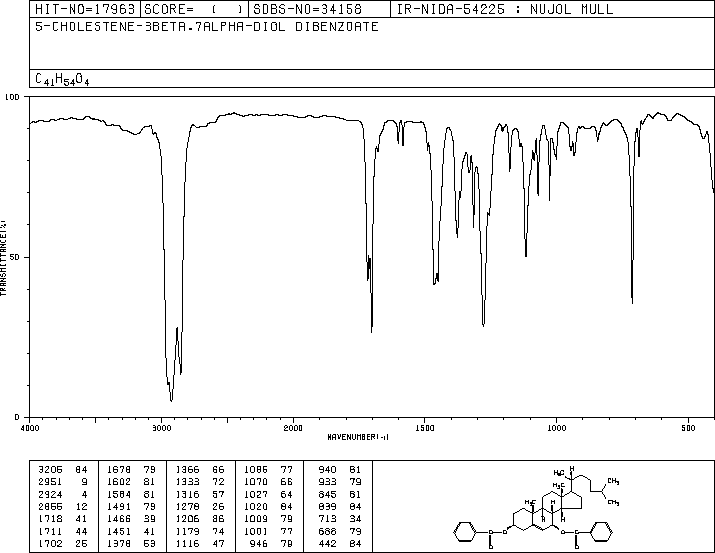 HIT-NO=17963 SCORE= ( ) SDBS-NO=34158 IR-NIDA-54225 : NUJOL MULL
5-CHOLESTENE-3BETA,7ALPHA-DIOL DIBENZOATE
C41H54O4
100
50
0
TRANSMITTANCE(%)
4000 3000 2000 1500 1000 500
WAVENUMBER(-1)
3205 84 1678 79 1366 66 1086 77 940 81
2951 9 1602 81 1333 72 1070 66 933 79
2924 4 1584 81 1316 57 1027 64 845 81
2866 12 1491 79 1278 26 1020 84 839 84
1718 41 1466 39 1206 86 1009 79 713 34
1711 44 1451 41 1179 74 1001 77 688 79
1702 25 1378 53 1116 47 946 79 442 84
H
CH3
CH3
CH3
CH3
CH3
H
H
H
O
O
C
C
O
O